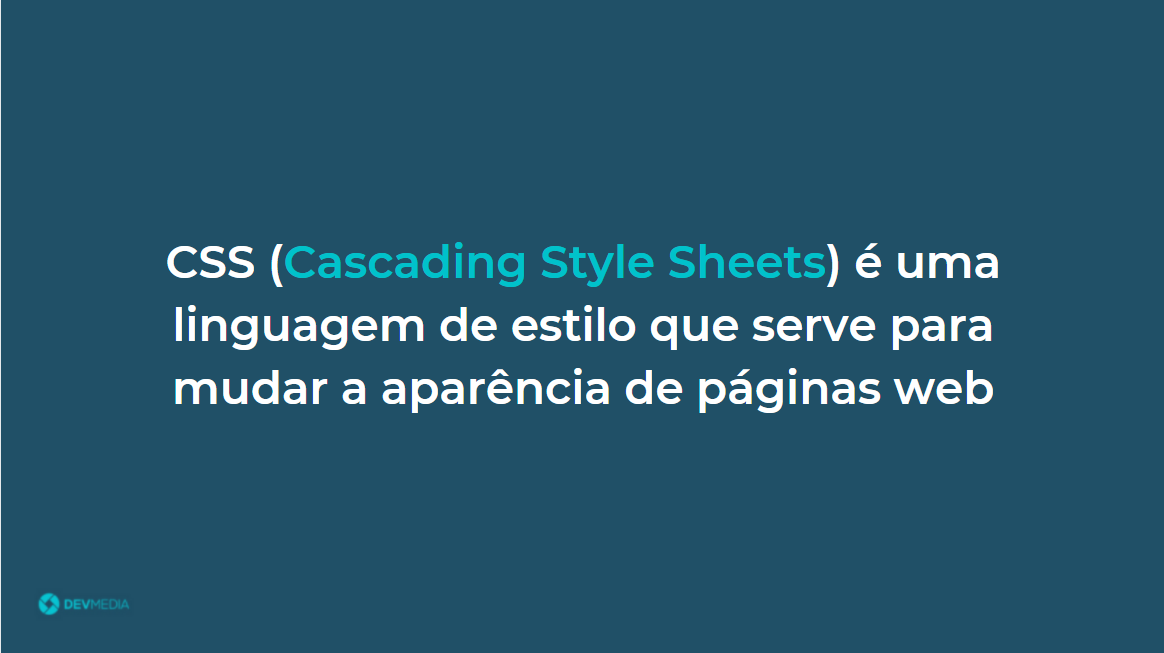 CSS (Cascading Style Sheets) é uma
linguagem de estilo que serve para
mudar a aparência de páginas web
DEVMEDIA